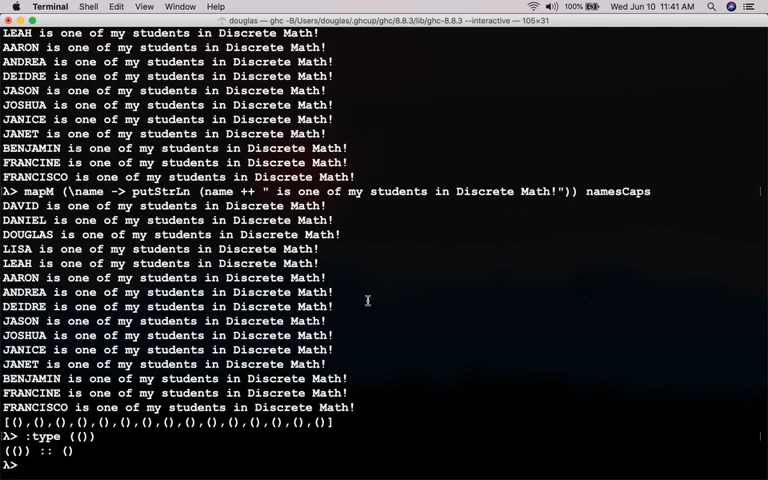 Terminal Shell Edit View Window Help 100% Wed Jun 10 11:41 AM
douglas — ghc -B/Users/douglas/.ghcup/ghc/8.8.3/lib/ghc-8.8.3 --interactive — 105×31
LEAH is one of my students in Discrete Math!
AARON is one of my students in Discrete Math!
ANDREA is one of my students in Discrete Math!
DEIDRE is one of my students in Discrete Math!
JASON is one of my students in Discrete Math!
JOSHUA is one of my students in Discrete Math!
JANICE is one of my students in Discrete Math!
JANET is one of my students in Discrete Math!
BENJAMIN is one of my students in Discrete Math!
FRANCINE is one of my students in Discrete Math!
FRANCISCO is one of my students in Discrete Math!
λ> mapM (\name -> putStrLn (name ++ " is one of my students in Discrete Math!")) namesCaps
DAVID is one of my students in Discrete Math!
DANIEL is one of my students in Discrete Math!
DOUGLAS is one of my students in Discrete Math!
LISA is one of my students in Discrete Math!
LEAH is one of my students in Discrete Math!
AARON is one of my students in Discrete Math!
ANDREA is one of my students in Discrete Math!
DEIDRE is one of my students in Discrete Math!
JASON is one of my students in Discrete Math!
JOSHUA is one of my students in Discrete Math!
JANICE is one of my students in Discrete Math!
JANET is one of my students in Discrete Math!
BENJAMIN is one of my students in Discrete Math!
FRANCINE is one of my students in Discrete Math!
FRANCISCO is one of my students in Discrete Math!
[(),(),(),(),(),(),(),(),(),(),(),(),(),(),()]
λ> :type (())
(()) :: ()
λ>